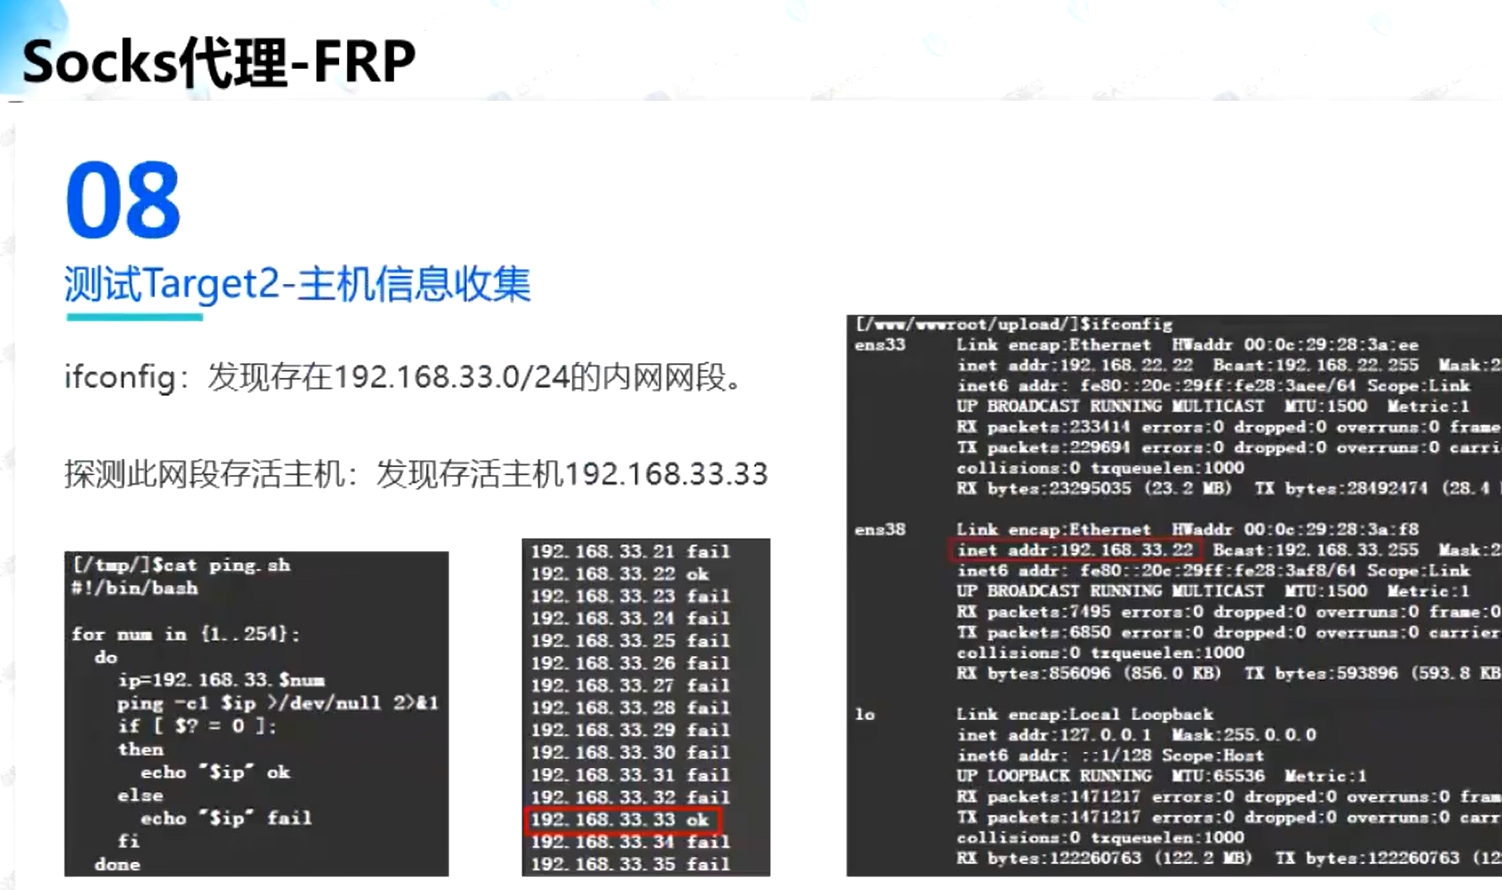 Socks代理-FRP
08
测试Target2-主机信息收集
ifconfig：发现存在192.168.33.0/24的内网网段。
探测此网段存活主机：发现存活主机192.168.33.33
[/tmp/]$cat ping.sh
#!/bin/bash
for num in {1..254};
do
ip=192.168.33.$num
ping -c1 $ip >/dev/null 2>&1
if [ $? = 0 ];
then
echo "$ip" ok
else
echo "$ip" fail
fi
done
192.168.33.21 fail
192.168.33.22 ok
192.168.33.23 fail
192.168.33.24 fail
192.168.33.25 fail
192.168.33.26 fail
192.168.33.27 fail
192.168.33.28 fail
192.168.33.29 fail
192.168.33.30 fail
192.168.33.31 fail
192.168.33.32 fail
192.168.33.33 ok
192.168.33.34 fail
192.168.33.35 fail
[/www/wwwroot/upload/]$ifconfig
ens33 Link encap:Ethernet HWaddr 00:0c:29:28:3a:ee
inet addr:192.168.22.22 Bcast:192.168.22.255 Mask:2
inet6 addr: fe80::20c:29ff:fe28:3aee/64 Scope:Link
UP BROADCAST RUNNING MULTICAST MTU:1500 Metric:1
RX packets:233414 errors:0 dropped:0 overruns:0 frame
TX packets:229694 errors:0 dropped:0 overruns:0 carri
collisions:0 txqueuelen:1000
RX bytes:23295035 (23.2 MB) TX bytes:28492474 (28.4
ens38 Link encap:Ethernet HWaddr 00:0c:29:28:3a:f8
inet addr:192.168.33.22 Bcast:192.168.33.255 Mask:2
inet6 addr: fe80::20c:29ff:fe28:3af8/64 Scope:Link
UP BROADCAST RUNNING MULTICAST MTU:1500 Metric:1
RX packets:7495 errors:0 dropped:0 overruns:0 frame:0
TX packets:6850 errors:0 dropped:0 overruns:0 carrier
collisions:0 txqueuelen:1000
RX bytes:856096 (856.0 KB) TX bytes:593896 (593.8 KB
lo Link encap:Local Loopback
inet addr:127.0.0.1 Mask:255.0.0.0
inet6 addr: ::1/128 Scope:Host
UP LOOPBACK RUNNING MTU:65536 Metric:1
RX packets:1471217 errors:0 dropped:0 overruns:0 fram
TX packets:1471217 errors:0 dropped:0 overruns:0 carr
collisions:0 txqueuelen:1000
RX bytes:122260763 (122.2 MB) TX bytes:122260763 (12